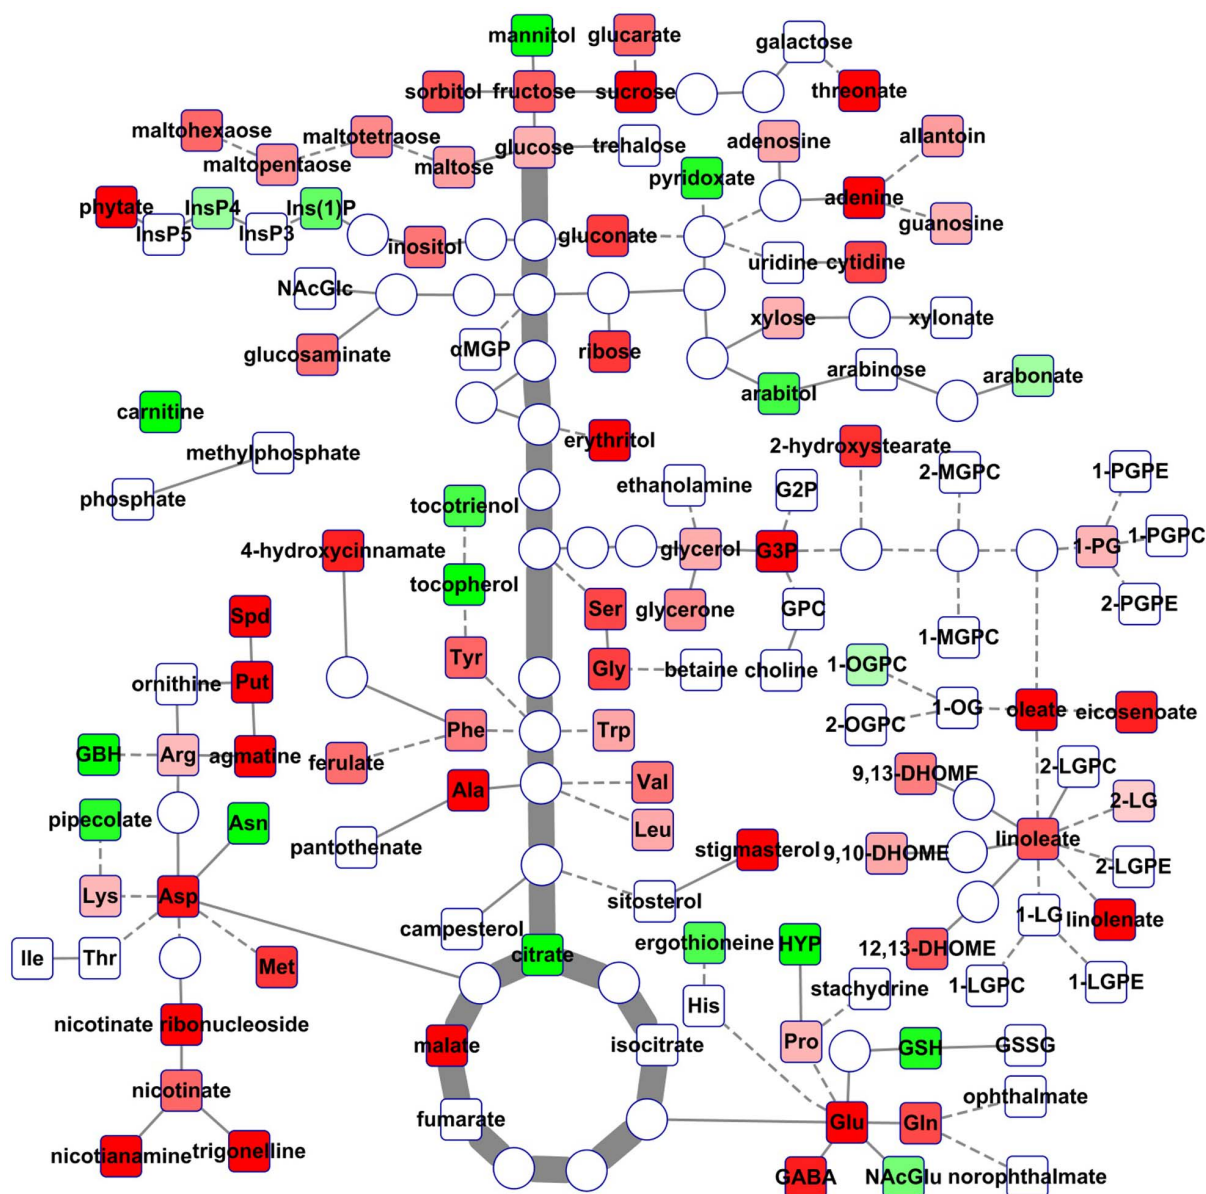 mannitol
glucarate
galactose
sorbitol
fructose
sucrose
threonate
maltohexaose
maltotetraose
glucose
trehalose
adenosine
allantoin
maltopentaose
maltose
pyridoxate
phytate
InsP4
Ins(1)P
adenine
InsP5
InsP3
inositol
gluconate
guanosine
uridine
cytidine
NAcGlc
xylose
xylonate
glucosaminate
αMGP
ribose
arabinose
arabitol
arabonate
carnitine
erythritol
2-hydroxystearate
methylphosphate
2-MGPC
1-PGPE
phosphate
ethanolamine
G2P
tocotrienol
4-hydroxycinnamate
glycerol
G3P
1-PG
1-PGPC
tocopherol
Spd
Ser
glycerone
GPC
2-PGPE
Tyr
1-MGPC
ornithine
Put
Gly
betaine
choline
1-OGPC
1-OG
oleate
eicosenoate
2-OGPC
GBH
Arg
agmatine
ferulate
Phe
Trp
9,13-DHOME
2-LGPC
Ala
Val
2-LG
pipecolate
Asn
pantothenate
Leu
stigmasterol
9,10-DHOME
linoleate
2-LGPE
Lys
Asp
sitosterol
1-LG
linolenate
campesterol
Ile
Thr
Met
citrate
ergothioneine
HYP
12,13-DHOME
1-LGPC
1-LGPE
His
stachydrine
nicotinate ribonucleoside
malate
isocitrate
Pro
GSH
GSSG
nicotinate
fumarate
Glu
Gln
ophthalmate
nicotianamine
trigonelline
GABA
NAcGlu
norophthalmate